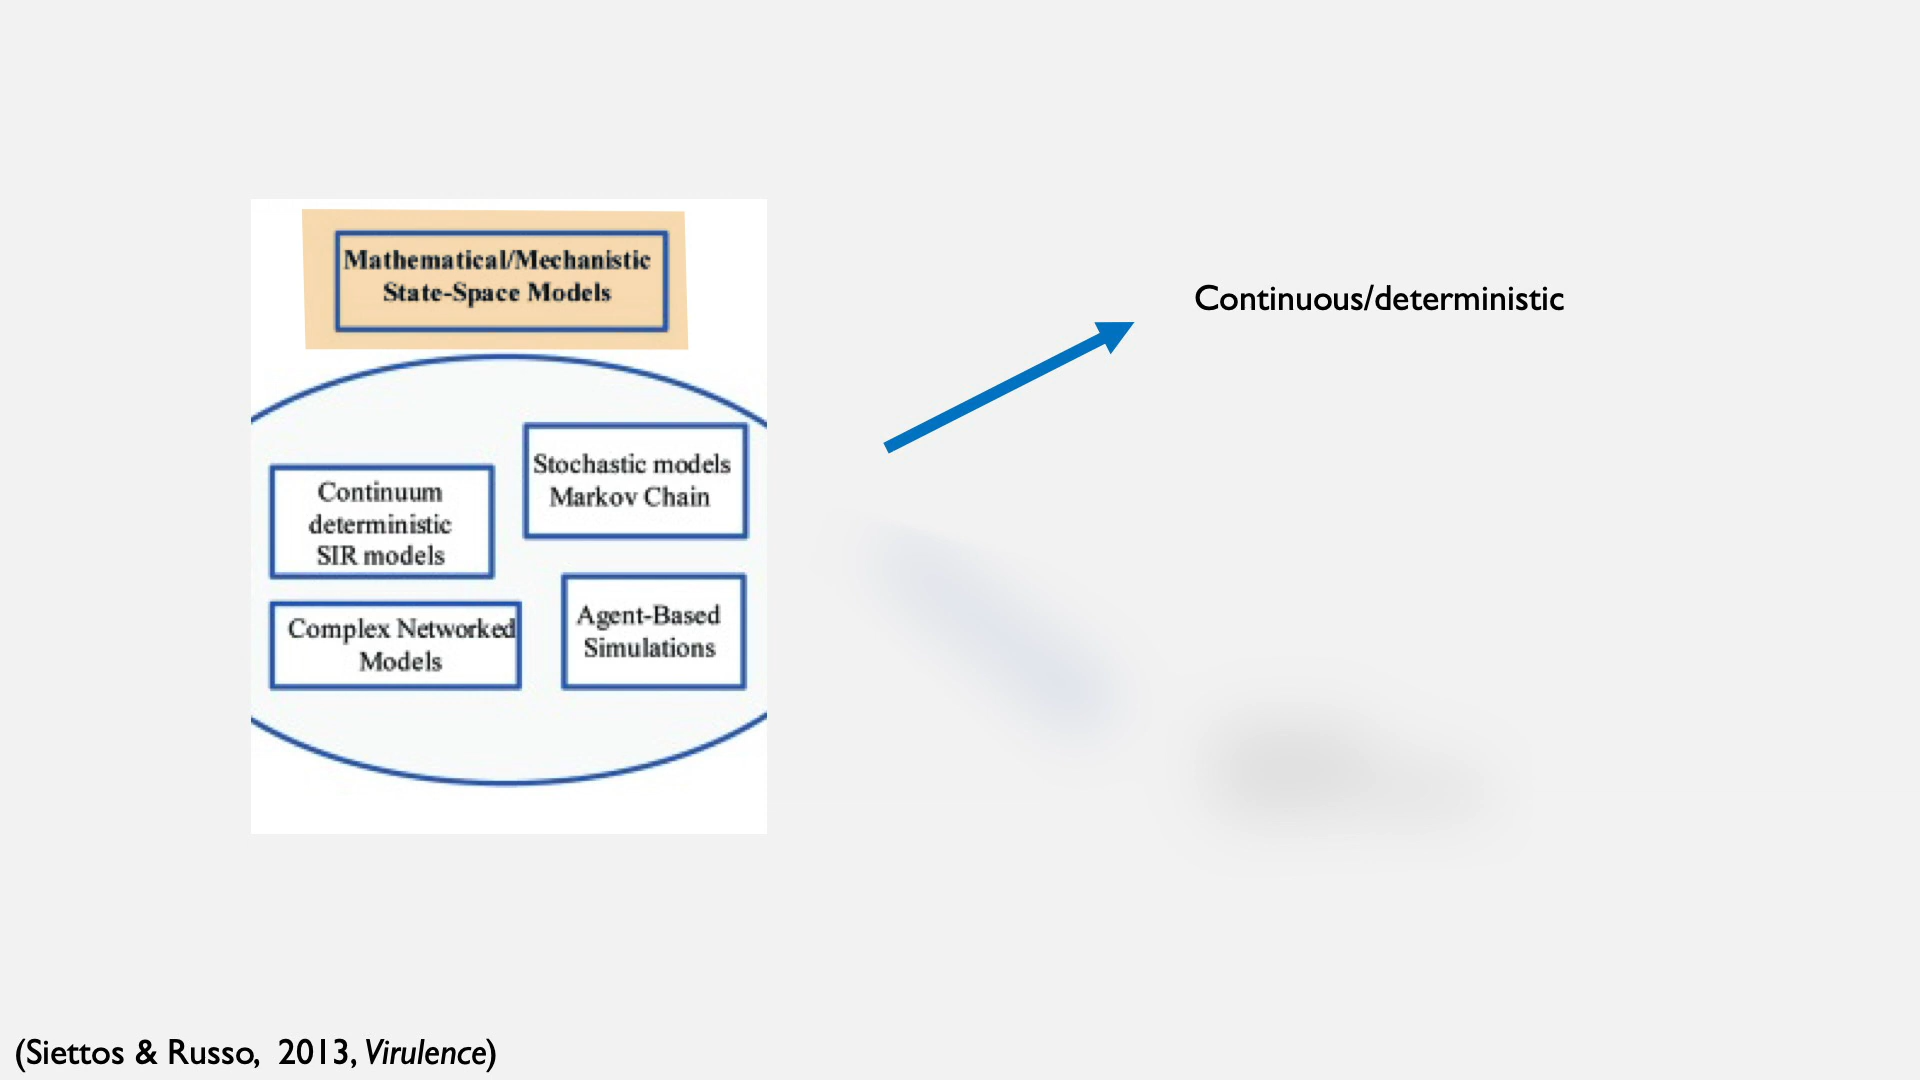 Mathematical/Mechanistic
State-Space Models
Continuous/deterministic
Stochastic models
Markov Chain
Continuum
deterministic
SIR models
Complex Networked
Models
Agent-Based
Simulations
(Siettos & Russo,  2013, Virulence)